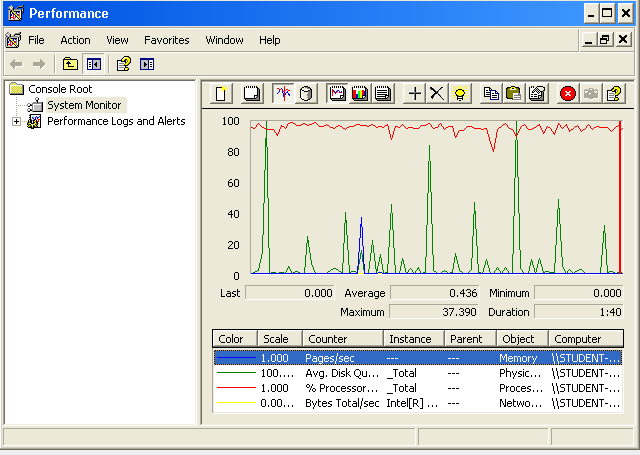 Performance
File Action View Favorites Window Help
Console Root
System Monitor
Performance Logs and Alerts
100
80
60
40
20
0
Last 0.000 Average 0.436 Minimum 0.000
Maximum 37.390 Duration 1:40
Color Scale Counter Instance Parent Object Computer
1.000 Pages/sec --- --- Memory \\STUDENT-...
100.... Avg. Disk Qu... _Total --- Physic... \\STUDENT-...
1.000 % Processor... _Total --- Proces... \\STUDENT-...
0.00... Bytes Total/sec Intel[R] ... --- Netwo... \\STUDENT-...